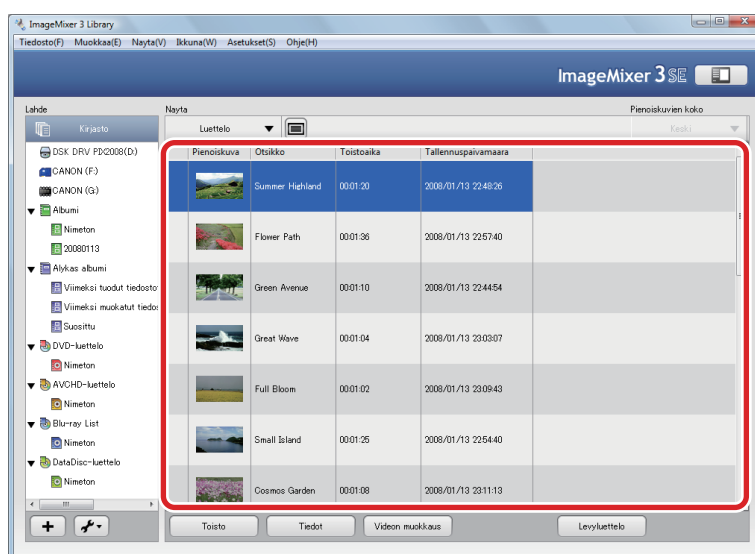 ImageMixer 3 Library
Tiedosto(F) Muokkaa(E) Nayta(V) Ikkuna(W) Asetukset(S) Ohje(H)
ImageMixer 3 SE
Lahde Nayta Pienoiskuvien koko
Kirjasto Luettelo Keski
DSK DRV PDX2008(D:)
CANON (F:)
CANON (G:)
Albumi
Nimeton
20080113
Alykas albumi
Viimeksi tuodut tiedosto
Viimeksi muokatut tiedos
Suosittu
DVD-luettelo
Nimeton
AVCHD-luettelo
Nimeton
Blu-ray List
Nimeton
DataDisc-luettelo
Nimeton
Pienoiskuva Otsikko Toistoaika Tallennuspaivamaara
Summer Highland 00:01:20 2008/01/13 22:48:26
Flower Path 00:01:36 2008/01/13 22:57:40
Green Avenue 00:01:10 2008/01/13 22:44:54
Great Wave 00:01:04 2008/01/13 23:03:07
Full Bloom 00:01:02 2008/01/13 23:09:43
Small Island 00:01:25 2008/01/13 22:54:40
Cosmos Garden 00:01:08 2008/01/13 23:11:13
Toisto Tiedot Videon muokkaus Levyluettelo